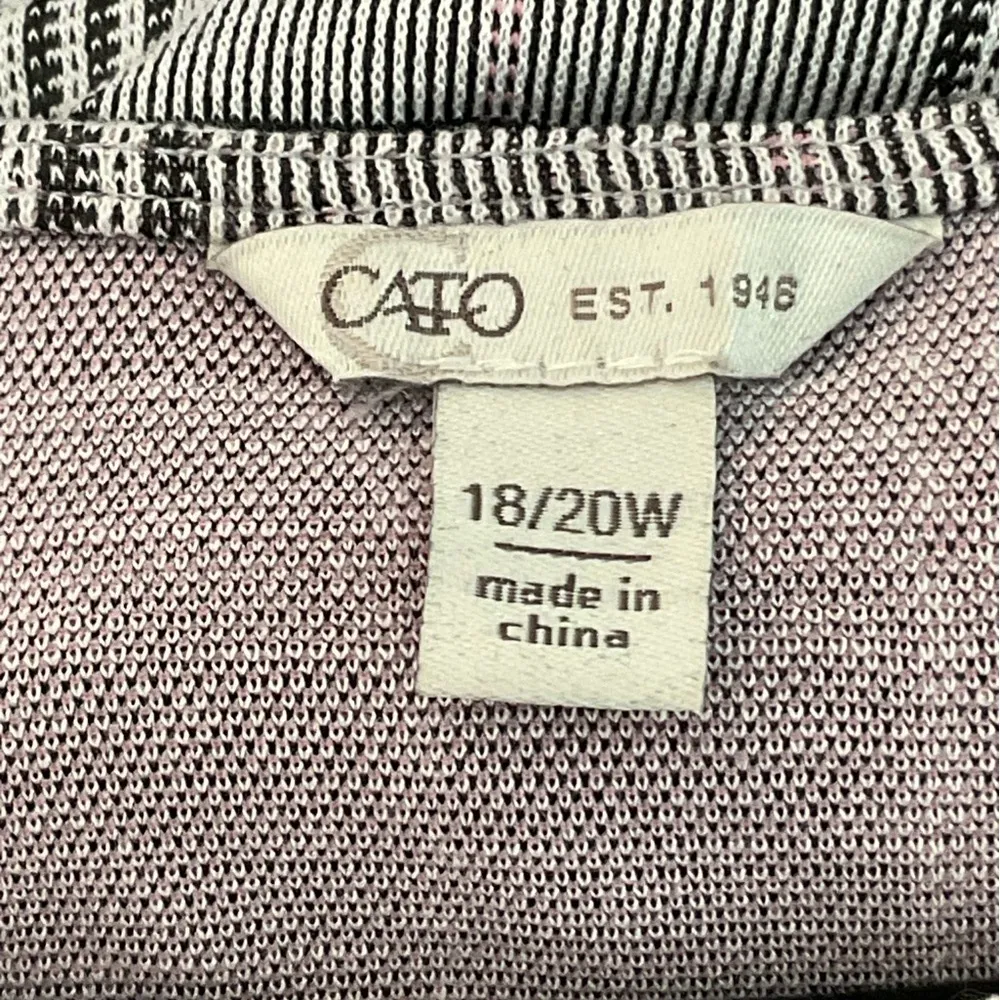 CATO EST. 1946
18/20W
made in
china